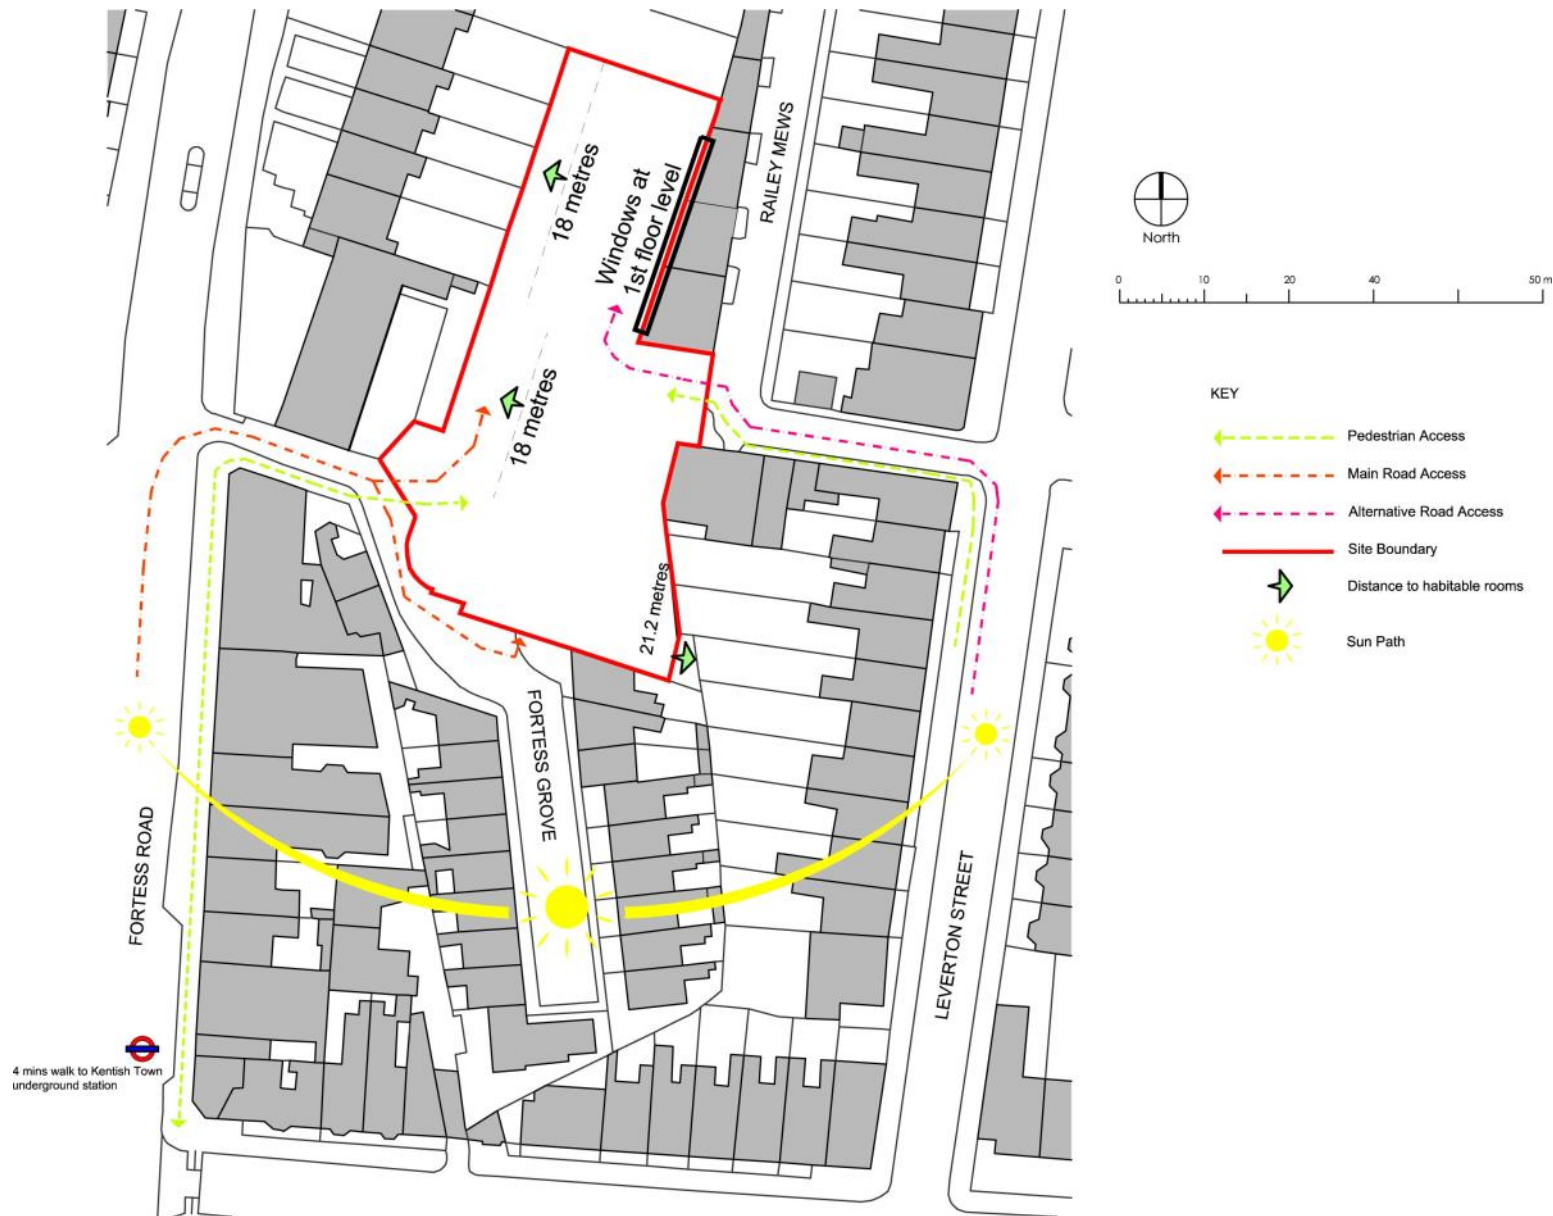 18 metres
Windows at
1st floor level
RAILEY MEWS
18 metres
21.2 metres
FORTESS GROVE
FORTESS ROAD
LEVERTON STREET
4 mins walk to Kentish Town
underground station
North
0 10 20 40 50 m
KEY
Pedestrian Access
Main Road Access
Alternative Road Access
Site Boundary
Distance to habitable rooms
Sun Path